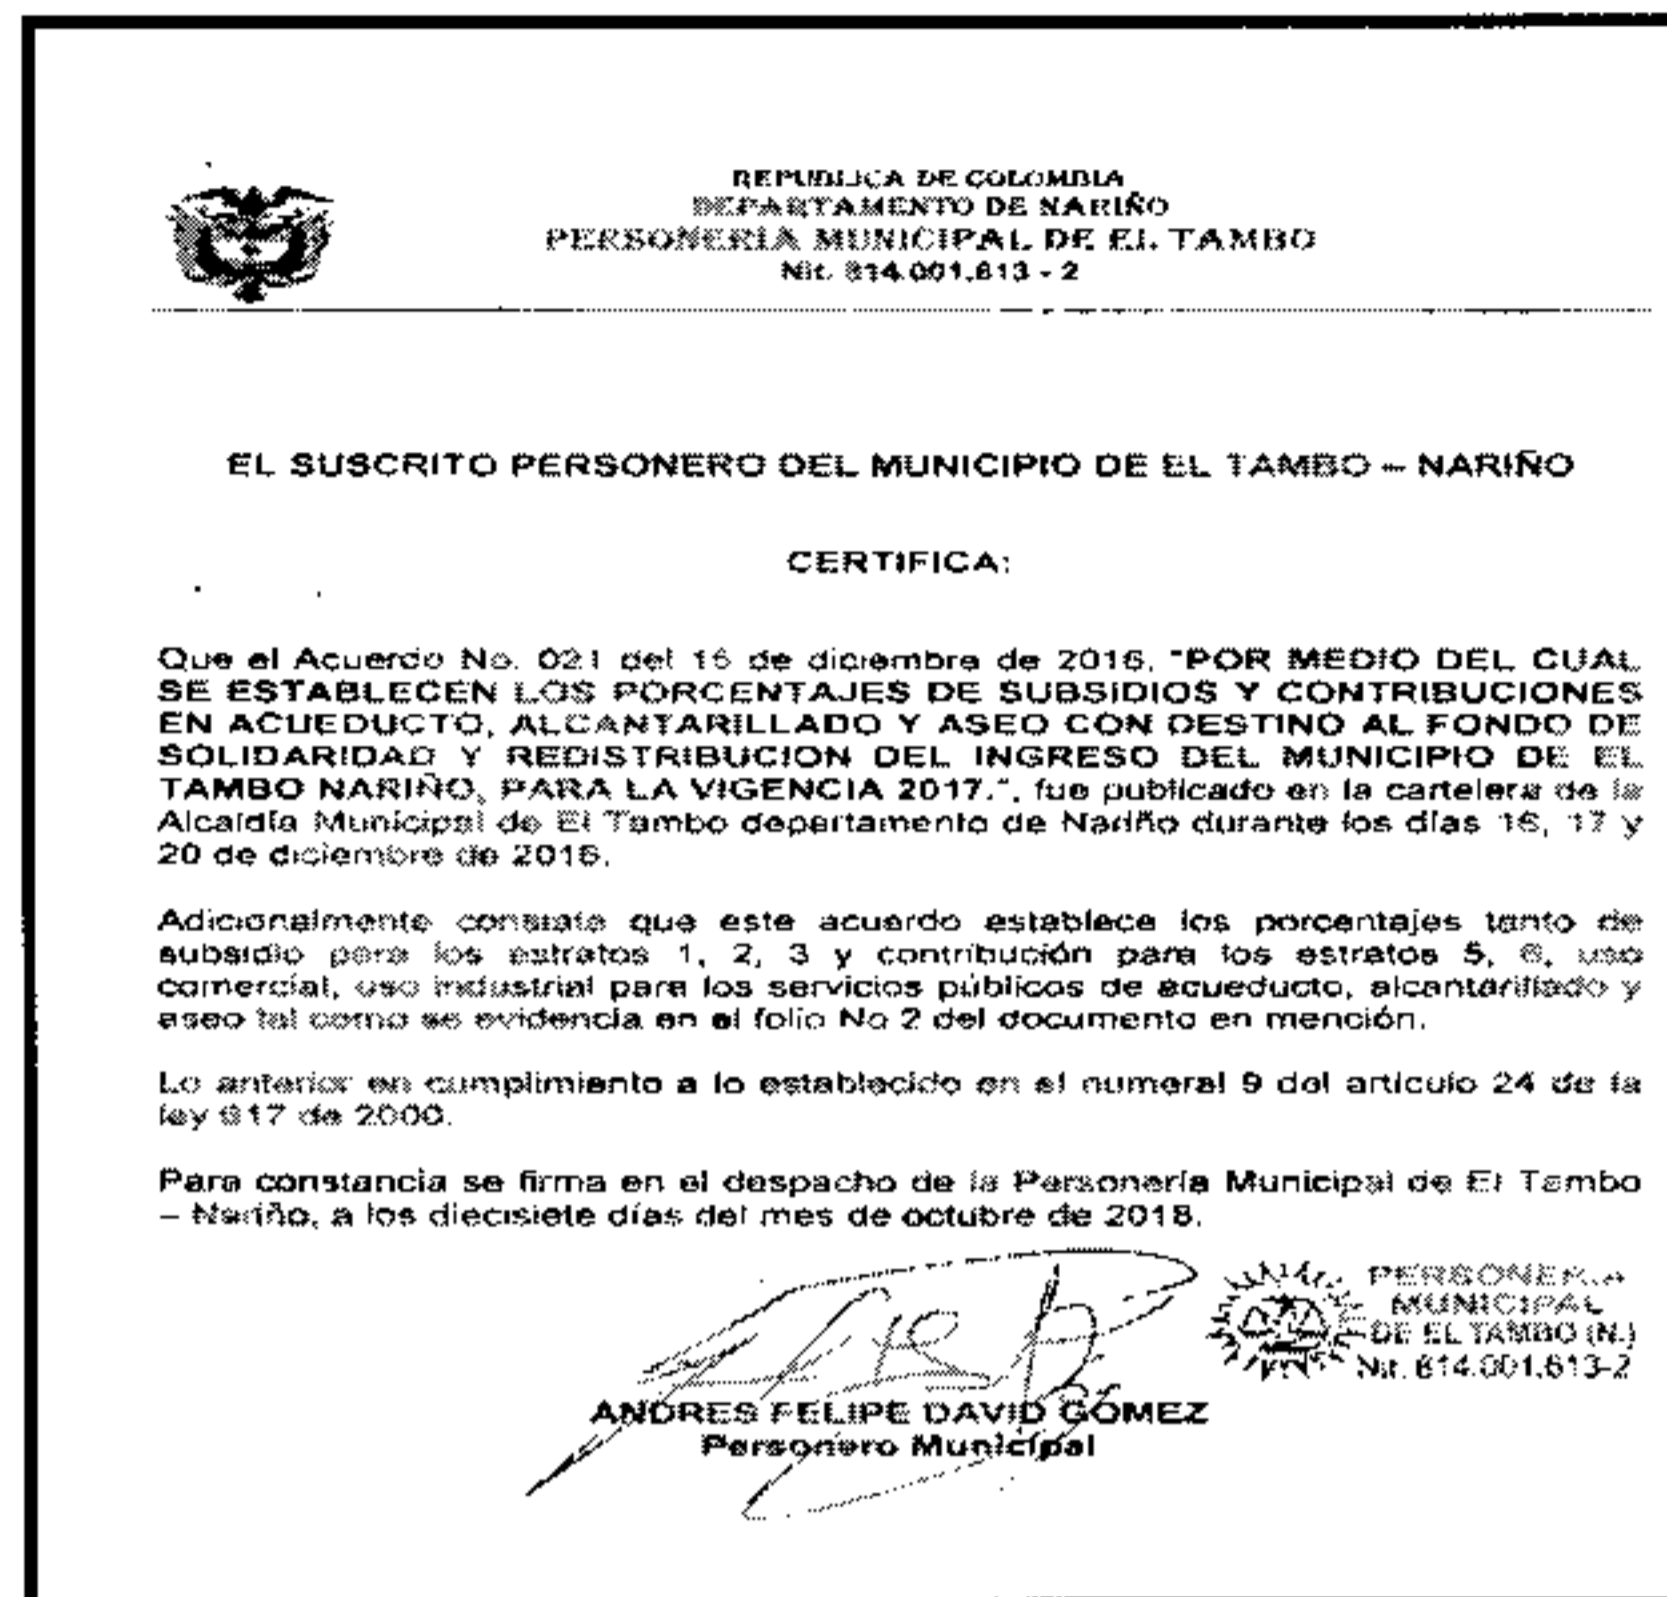 REPUBLICA DE COLOMBIA
DEPARTAMENTO DE NARIÑO
PERSONERÍA MUNICIPAL DE EL TAMBO
Nit. 814.001.613 - 2
EL SUSCRITO PERSONERO DEL MUNICIPIO DE EL TAMBO – NARIÑO
CERTIFICA:
Que el Acuerdo No. 021 del 16 de diciembre de 2016, "POR MEDIO DEL CUAL
SE ESTABLECEN LOS PORCENTAJES DE SUBSIDIOS Y CONTRIBUCIONES
EN ACUEDUCTO, ALCANTARILLADO Y ASEO CON DESTINO AL FONDO DE
SOLIDARIDAD Y REDISTRIBUCION DEL INGRESO DEL MUNICIPIO DE EL
TAMBO NARIÑO, PARA LA VIGENCIA 2017.", fue publicado en la cartelera de la
Alcaldía Municipal de El Tambo departamento de Nariño durante los días 16, 17 y
20 de diciembre de 2016.
Adicionalmente constata que este acuerdo establece los porcentajes tanto de
subsidio para los estratos 1, 2, 3 y contribución para los estratos 5, 6, uso
comercial, uso industrial para los servicios públicos de acueducto, alcantarillado y
aseo tal como se evidencia en el folio No 2 del documento en mención.
Lo anterior en cumplimiento a lo establecido en el numeral 9 del artículo 24 de la
ley 617 de 2000.
Para constancia se firma en el despacho de la Personería Municipal de El Tambo
– Nariño, a los diecisiete días del mes de octubre de 2018.
PERSONERIA
MUNICIPAL
DE EL TAMBO (N.)
Nit. 814.001.613-2
ANDRES FELIPE DAVID GÓMEZ
Personero Municipal